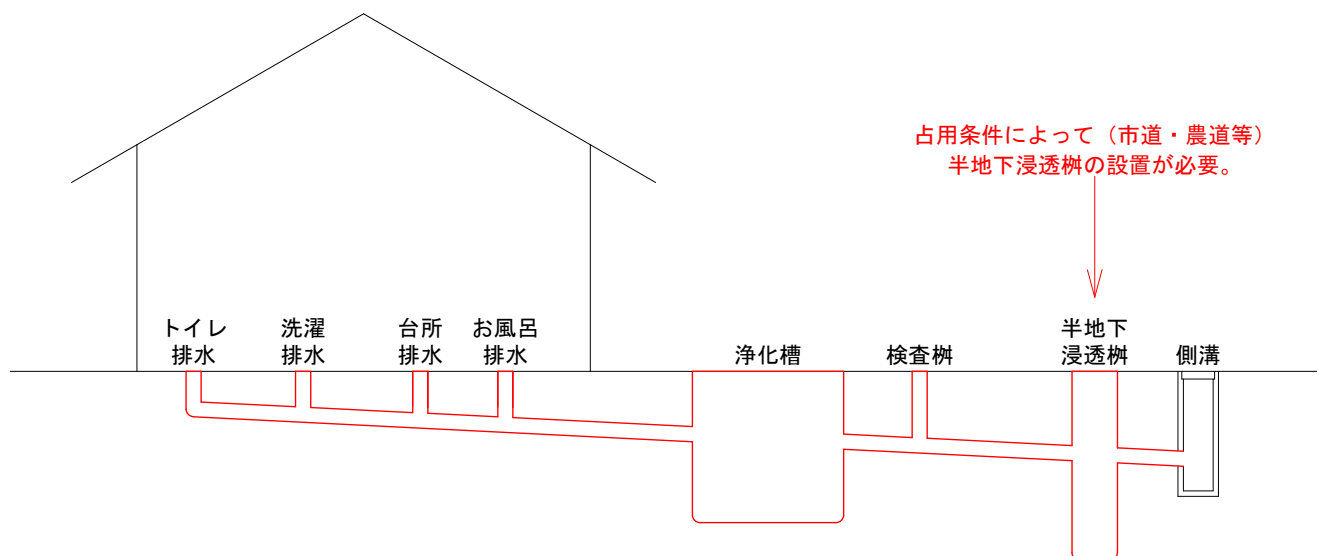 占用条件によって（市道・農道等）
半地下浸透桝の設置が必要。
トイレ
排水
洗濯
排水
台所
排水
お風呂
排水
浄化槽
検査桝
半地下
浸透桝
側溝